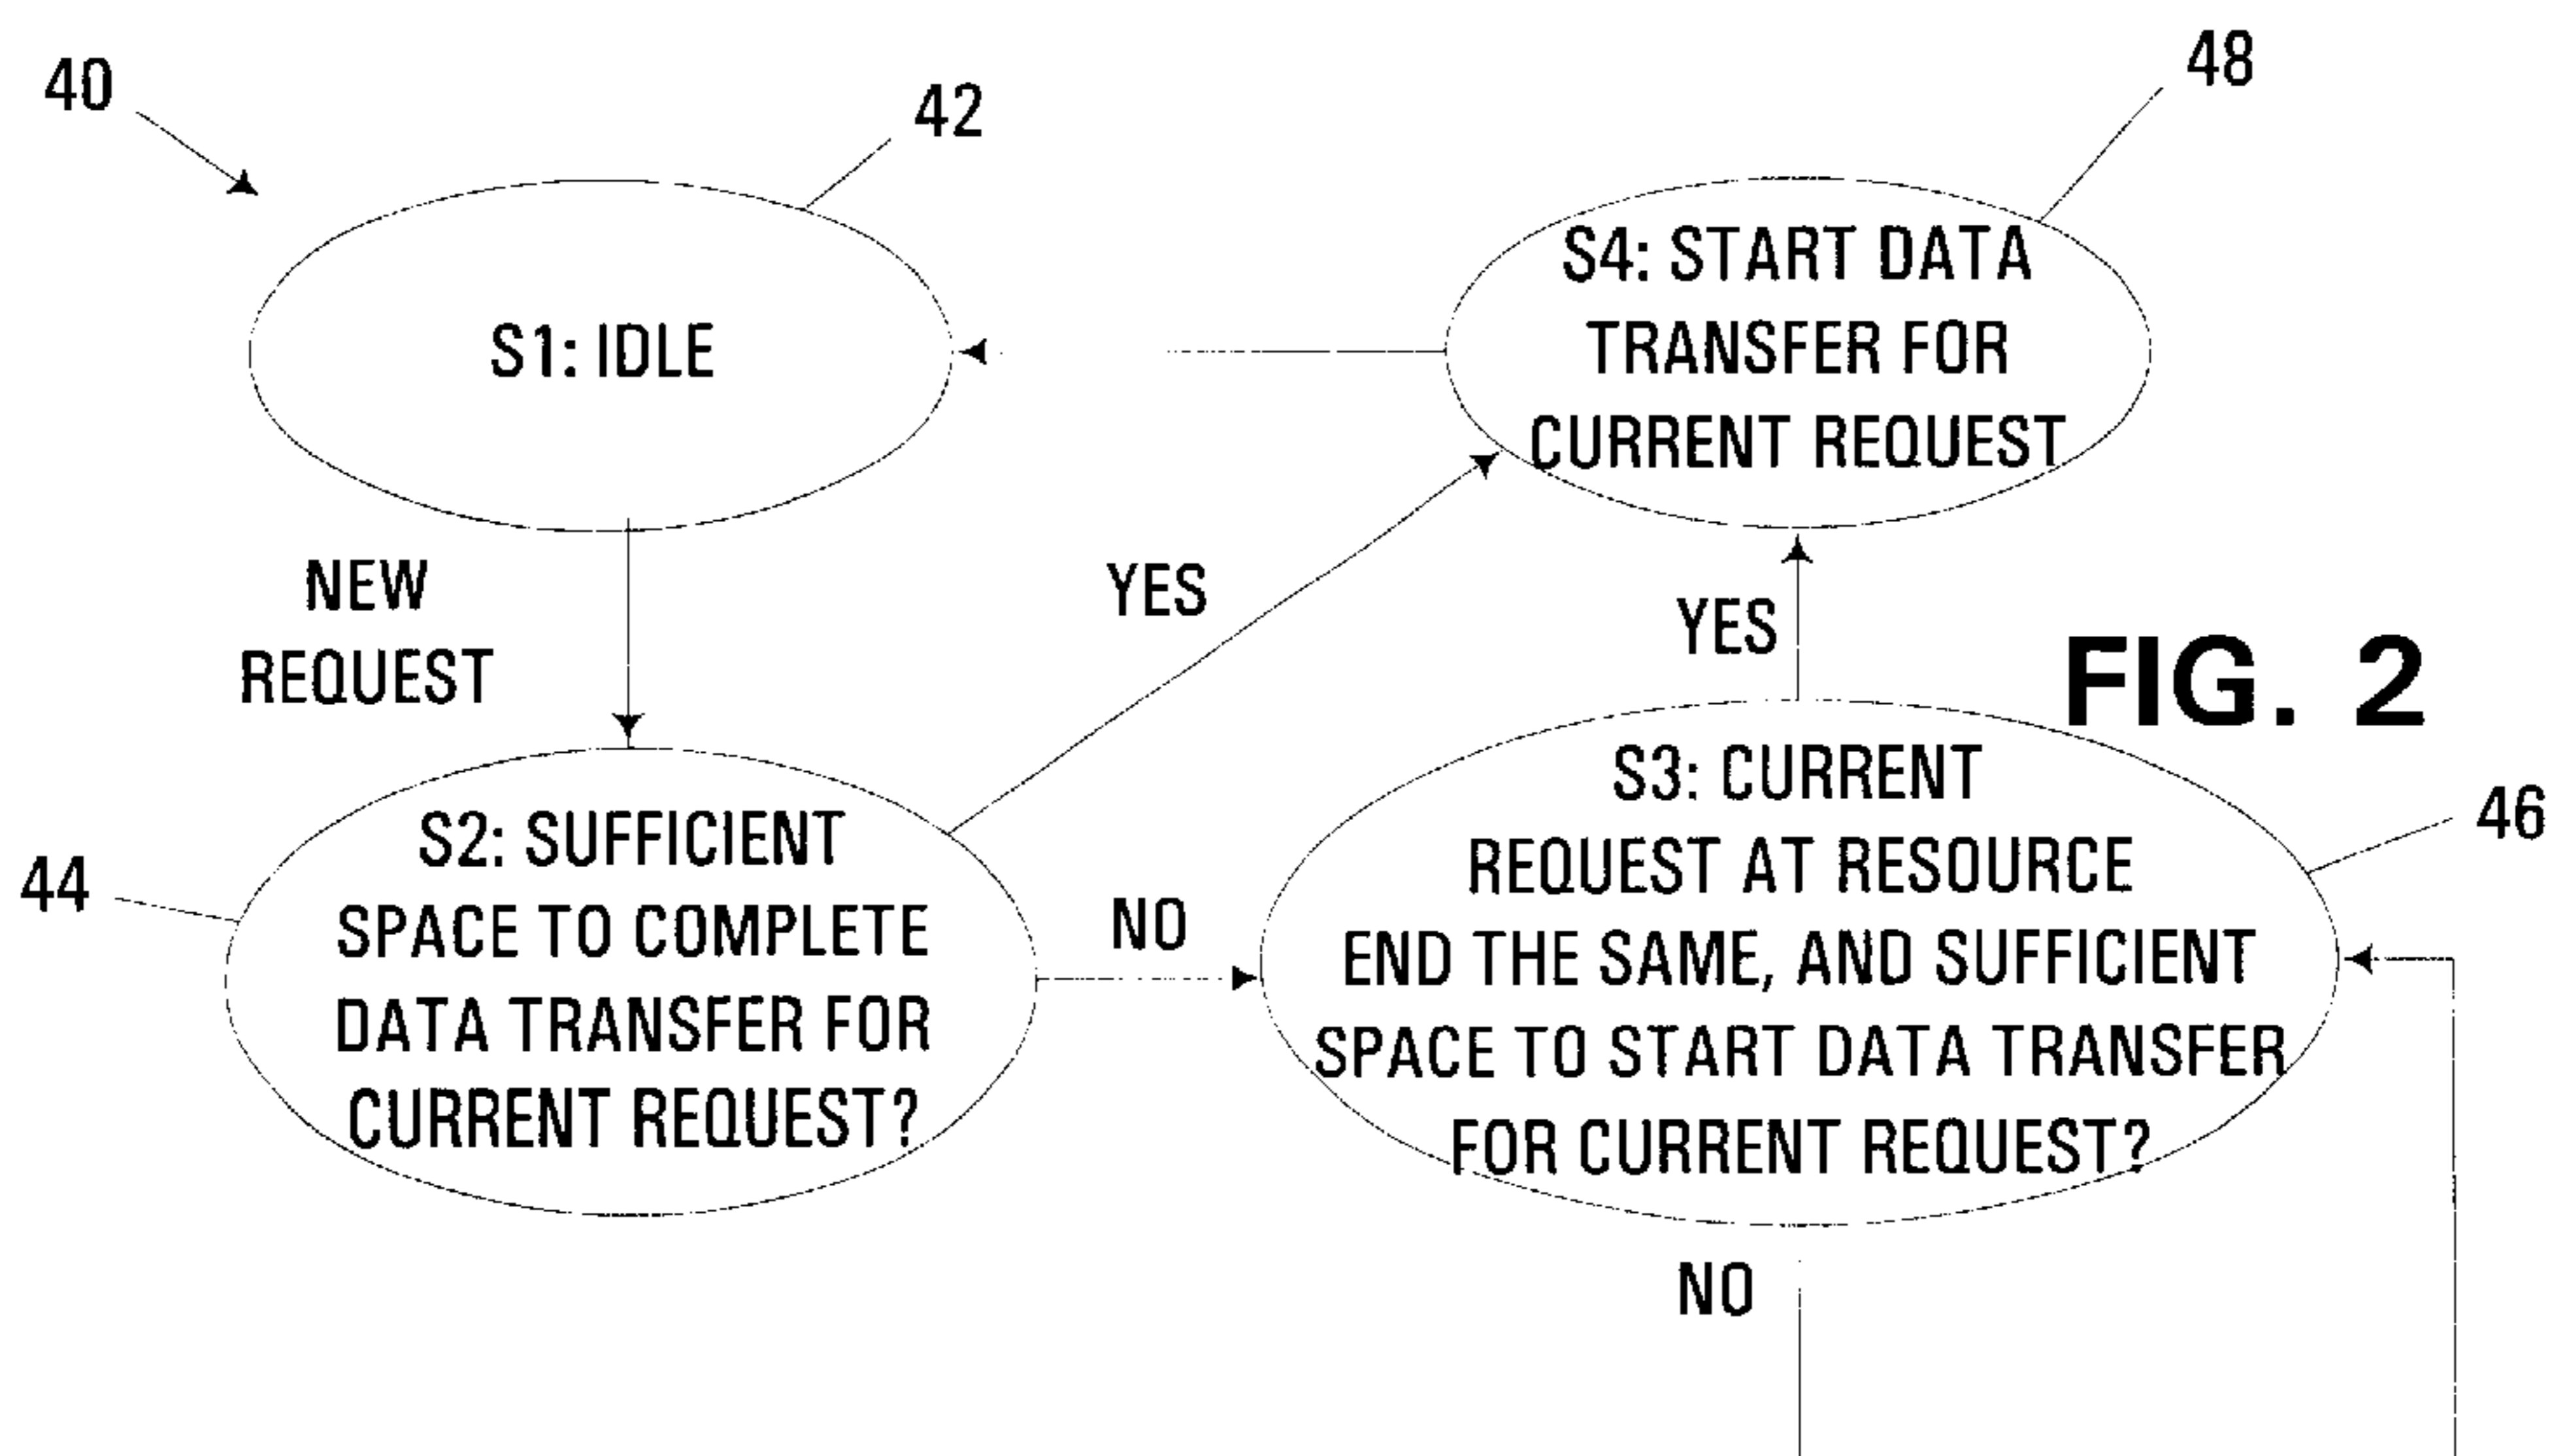 40
42
48
S1: IDLE
S4: START DATA
TRANSFER FOR
CURRENT REQUEST
NEW
REQUEST
YES
YES
FIG. 2
S2: SUFFICIENT
SPACE TO COMPLETE
DATA TRANSFER FOR
CURRENT REQUEST?
44
NO
S3: CURRENT
REQUEST AT RESOURCE
END THE SAME, AND SUFFICIENT
SPACE TO START DATA TRANSFER
FOR CURRENT REQUEST?
46
NO